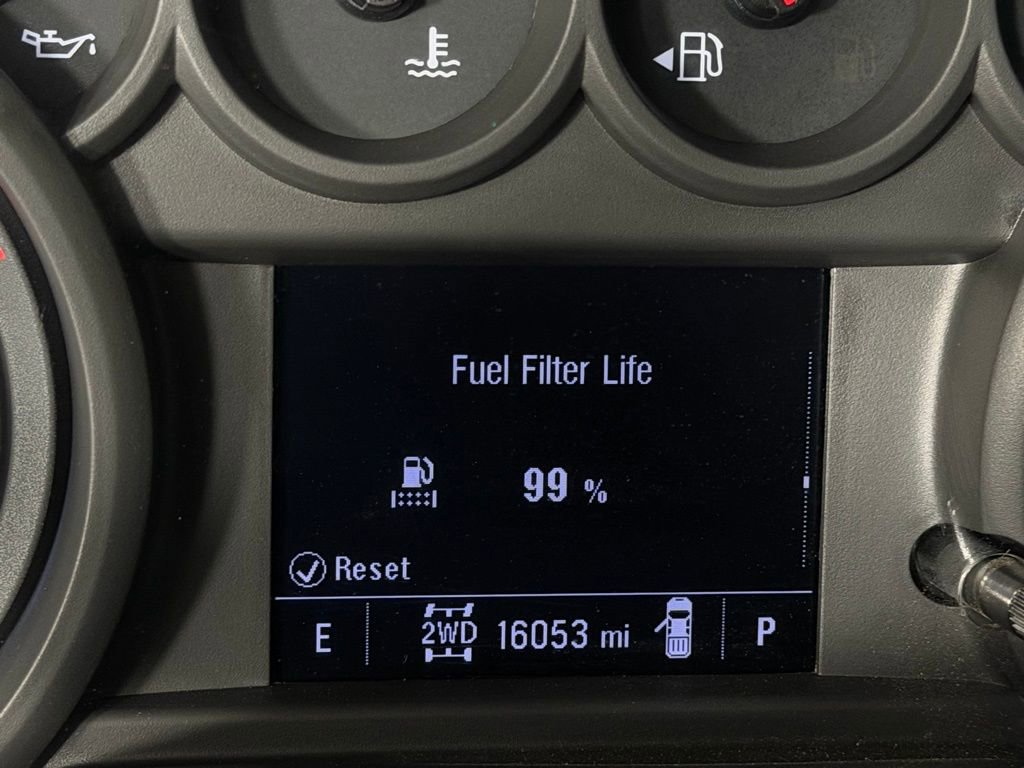 Fuel Filter Life
99 %
Reset
E 2WD 16053 mi P